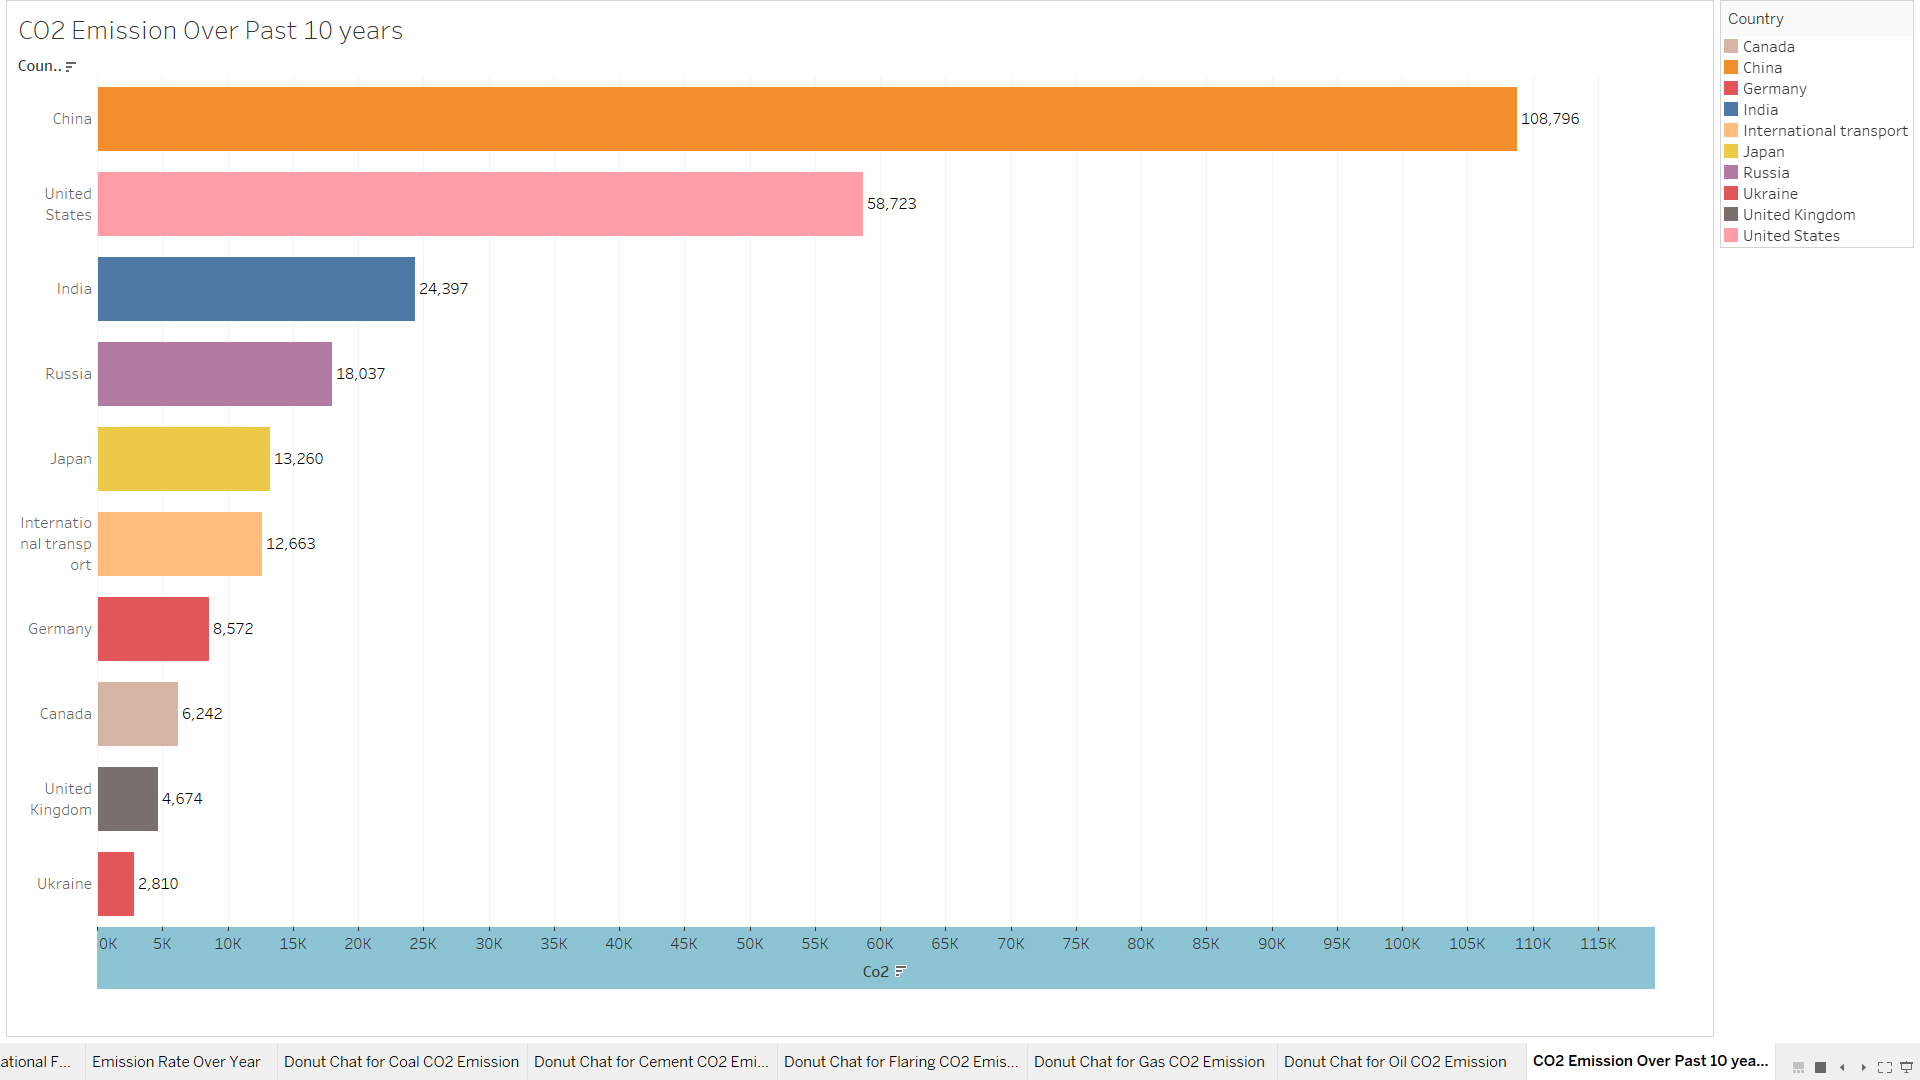 CO2 Emission Over Past 10 years
Coun..
China
108,796
United
States
58,723
India
24,397
Russia
18,037
Japan
13,260
Internatio
nal transp
ort
12,663
Germany
8,572
Canada
6,242
United
Kingdom
4,674
Ukraine
2,810
0K 5K 10K 15K 20K 25K 30K 35K 40K 45K 50K 55K 60K 65K 70K 75K 80K 85K 90K 95K 100K 105K 110K 115K
Co2
Country
Canada
China
Germany
India
International transport
Japan
Russia
Ukraine
United Kingdom
United States
ational F... Emission Rate Over Year Donut Chat for Coal CO2 Emission Donut Chat for Cement CO2 Emi... Donut Chat for Flaring CO2 Emis... Donut Chat for Gas CO2 Emission Donut Chat for Oil CO2 Emission CO2 Emission Over Past 10 yea...